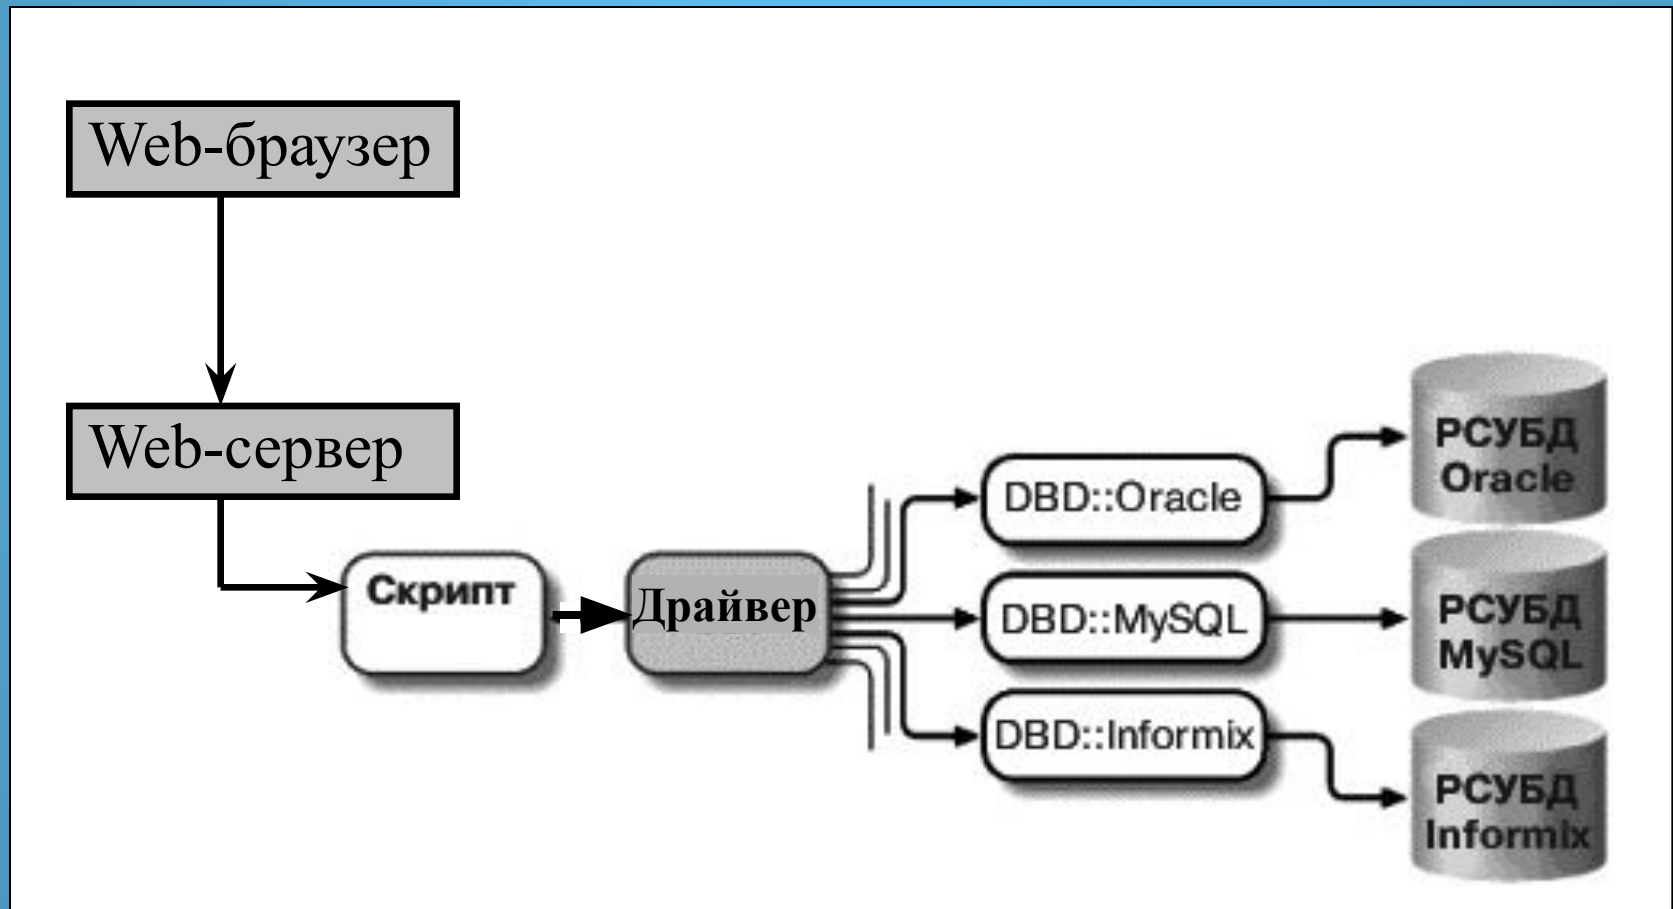 Web-браузер
Web-сервер
Скрипт
Драйвер
DBD::Oracle
DBD::MySQL
DBD::Informix
РСУБД
Oracle
РСУБД
MySQL
РСУБД
Informix